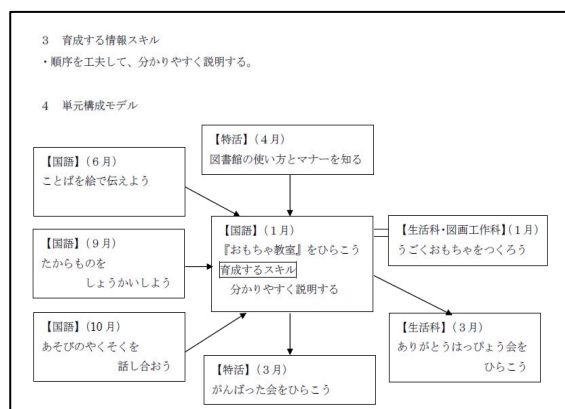 3 育成する情報スキル
・順序を工夫して、分かりやすく説明する。
4 単元構成モデル
【特活】(4月)
図書館の使い方とマナーを知る
【国語】(6月)
ことばを絵で伝えよう
【国語】(1月)
『おもちゃ教室』をひらこう
育成するスキル
分かりやすく説明する
【生活科・図画工作科】(1月)
うごくおもちゃをつくろう
【国語】(9月)
たからものを
しょうかいしよう
【国語】(10月)
あそびのやくそくを
話し合おう
【特活】(3月)
がんばった会をひらこう
【生活科】(3月)
ありがとうはっぴょう会を
ひらこう